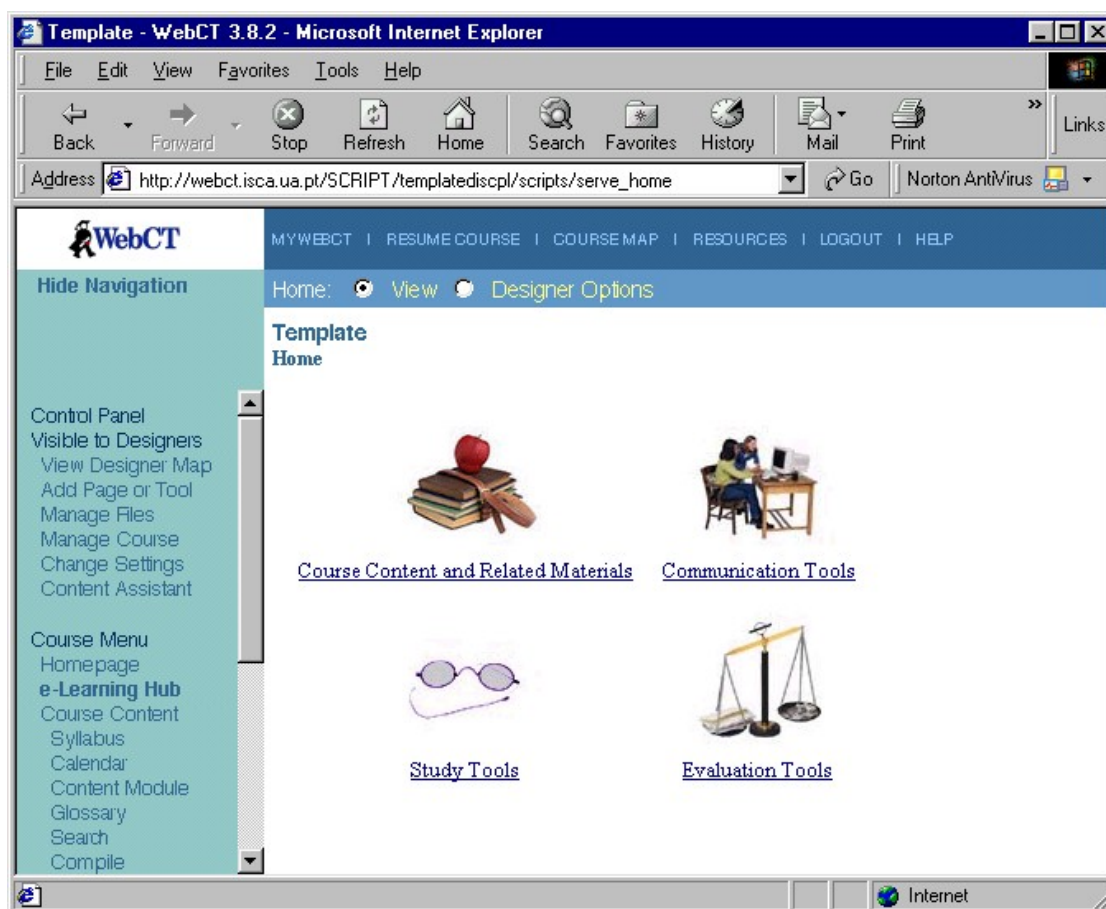 Template - WebCT 3.8.2 - Microsoft Internet Explorer
File Edit View Favorites Tools Help
Back Forward Stop Refresh Home Search Favorites History Mail Print » Links
Address http://webct.isca.ua.pt/SCRIPT/templatediscpl/scripts/serve_home Go Norton AntiVirus
WebCT
MYWEBCT | RESUME COURSE | COURSE MAP | RESOURCES | LOGOUT | HELP
Hide Navigation
Home: View Designer Options
Template
Home
Control Panel
Visible to Designers
View Designer Map
Add Page or Tool
Manage Files
Manage Course
Change Settings
Content Assistant
Course Menu
Homepage
e-Learning Hub
Course Content
Syllabus
Calendar
Content Module
Glossary
Search
Compile
Course Content and Related Materials Communication Tools
Study Tools Evaluation Tools
Internet